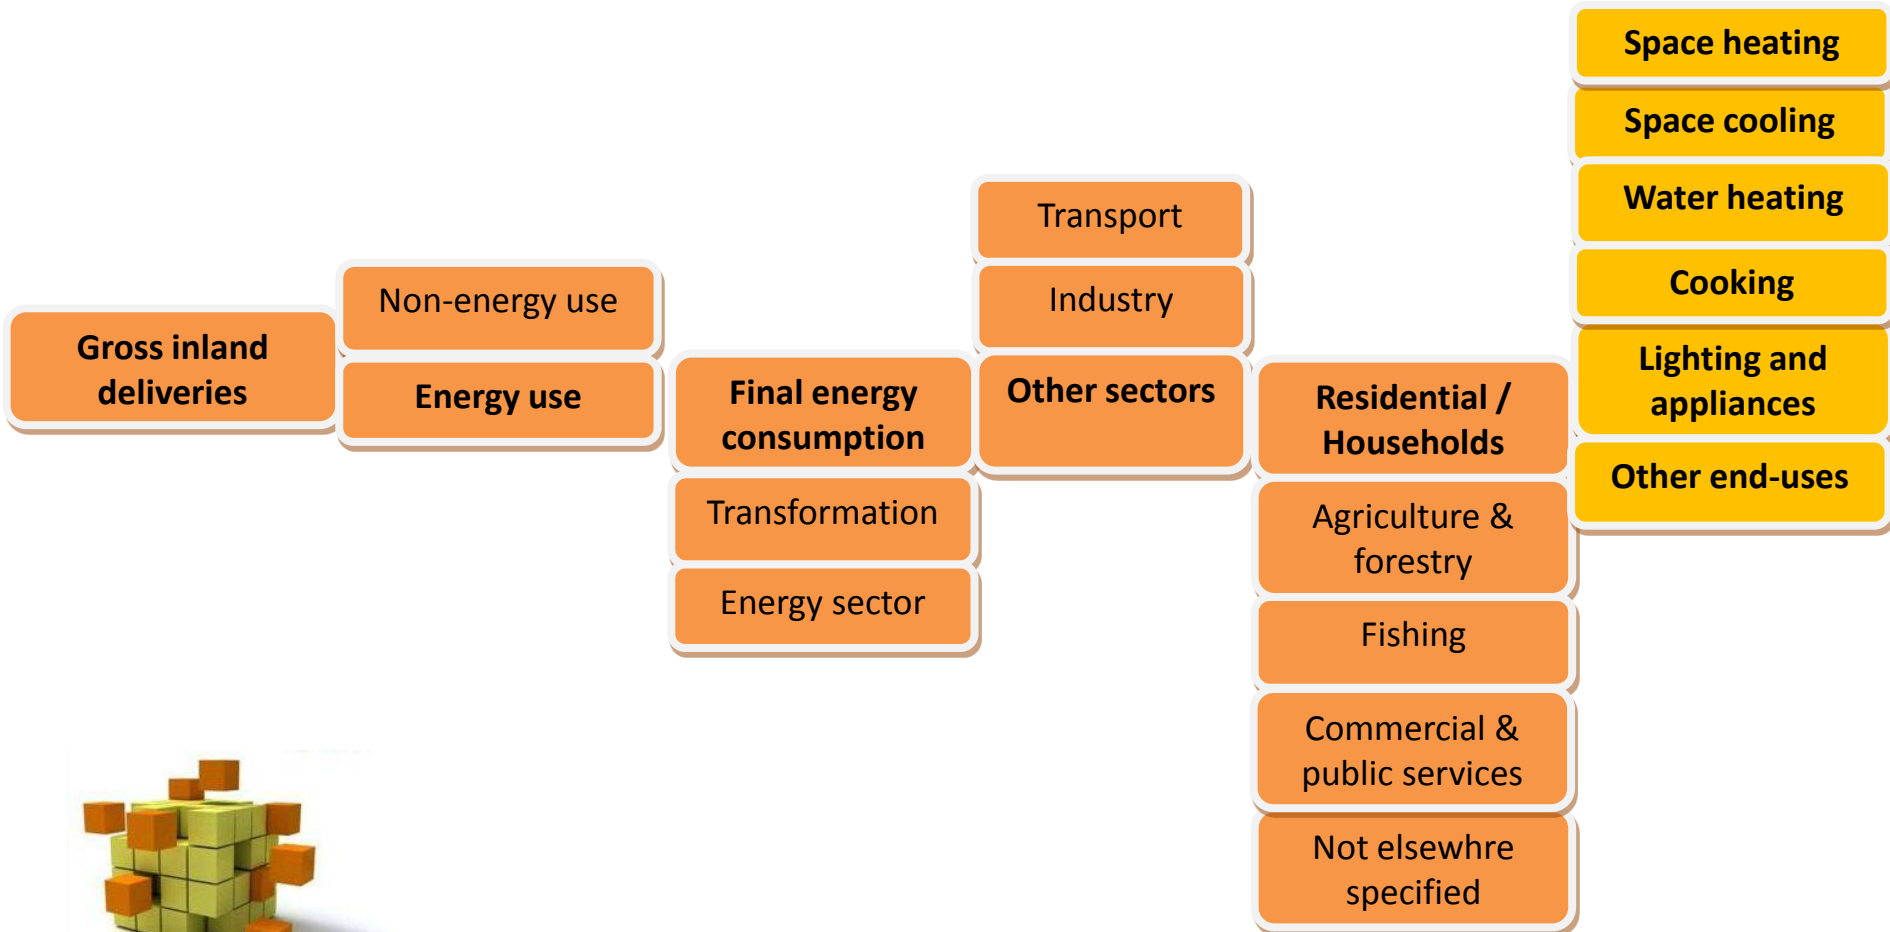 Gross inland
deliveries
Non-energy use
Energy use
Final energy
consumption
Transformation
Energy sector
Transport
Industry
Other sectors
Residential /
Households
Agriculture &
forestry
Fishing
Commercial &
public services
Not elsewhre
specified
Space heating
Space cooling
Water heating
Cooking
Lighting and
appliances
Other end-uses